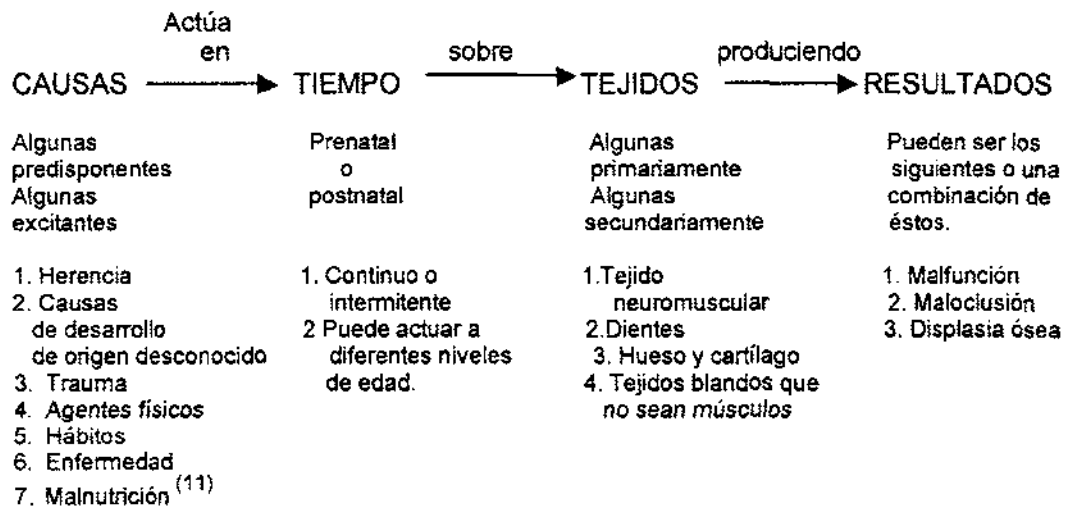 Actúa
en
sobre
produciendo
CAUSAS
TIEMPO
TEJIDOS
RESULTADOS
Algunas
predisponentes
Algunas
excitantes
1. Herencia
2. Causas
de desarrollo
de origen desconocido
3. Trauma
4. Agentes físicos
5. Hábitos
6. Enfermedad
7. Malnutrición (11)
Prenatal
o
postnatal
1. Continuo o
intermitente
2 Puede actuar a
diferentes niveles
de edad.
Algunas
primariamente
Algunas
secundariamente
1.Tejido
neuromuscular
2.Dientes
3. Hueso y cartílago
4. Tejidos blandos que
no sean músculos
Pueden ser los
siguientes o una
combinación de
éstos.
1. Malfunción
2. Maloclusión
3. Displasia ósea